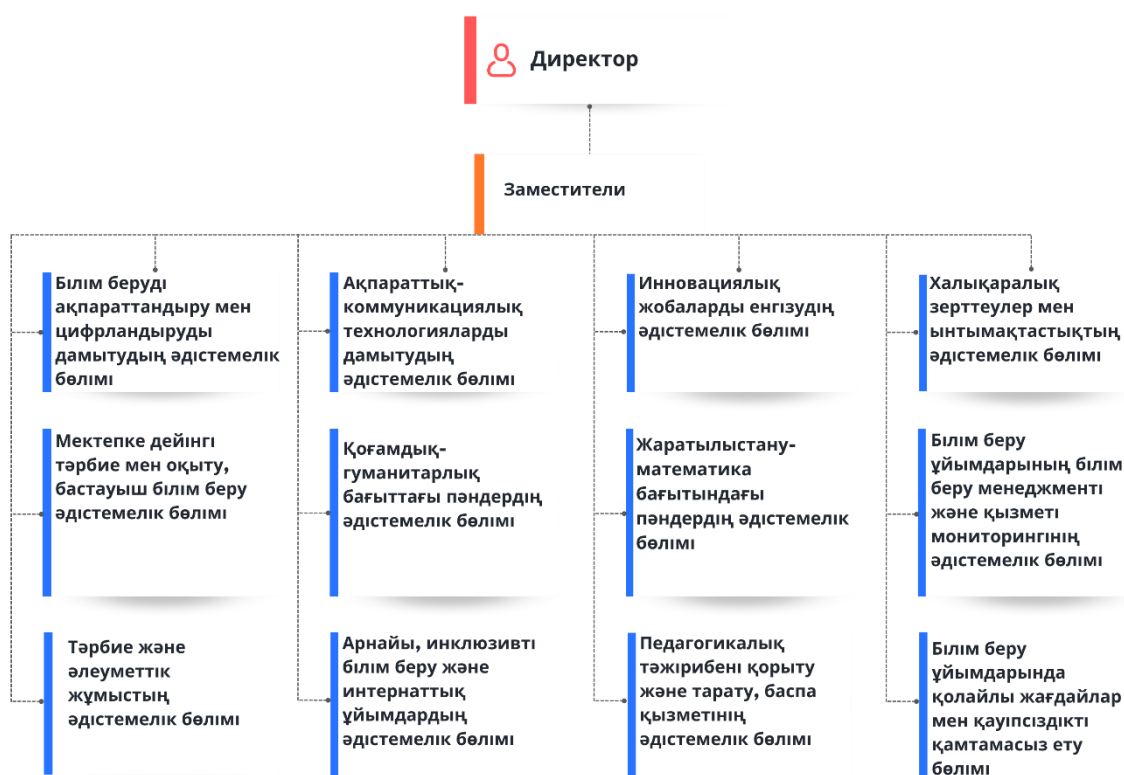 Директор
Заместители
Білім беруді
ақпараттандыру мен
цифрландыруды
дамытудың әдістемелік
бөлімі
Ақпараттық-
коммуникациялық
технологияларды
дамытудың
әдістемелік бөлімі
Инновациялық
жобаларды енгізудің
әдістемелік бөлімі
Халықаралық
зерттеулер мен
ынтымақтастықтың
әдістемелік бөлімі
Мектепке дейінгі
тәрбие мен оқыту,
бастауыш білім беру
әдістемелік бөлімі
Қоғамдық-
гуманитарлық
бағыттағы пәндердің
әдістемелік бөлімі
Жаратылыстану-
математика
бағытындағы
пәндердің әдістемелік
бөлімі
Білім беру
ұйымдарының білім
беру менеджменті
және қызметі
мониторингінің
әдістемелік бөлімі
Тәрбие және
әлеуметтік
жұмыстың
әдістемелік бөлімі
Арнайы, инклюзивті
білім беру және
интернаттық
ұйымдардың
әдістемелік бөлімі
Педагогикалық
тәжірибені қорыту
және тарату, баспа
қызметінің
әдістемелік бөлімі
Білім беру
ұйымдарында
қолайлы жағдайлар
мен қауіпсіздікті
қамтамасыз ету
бөлімі